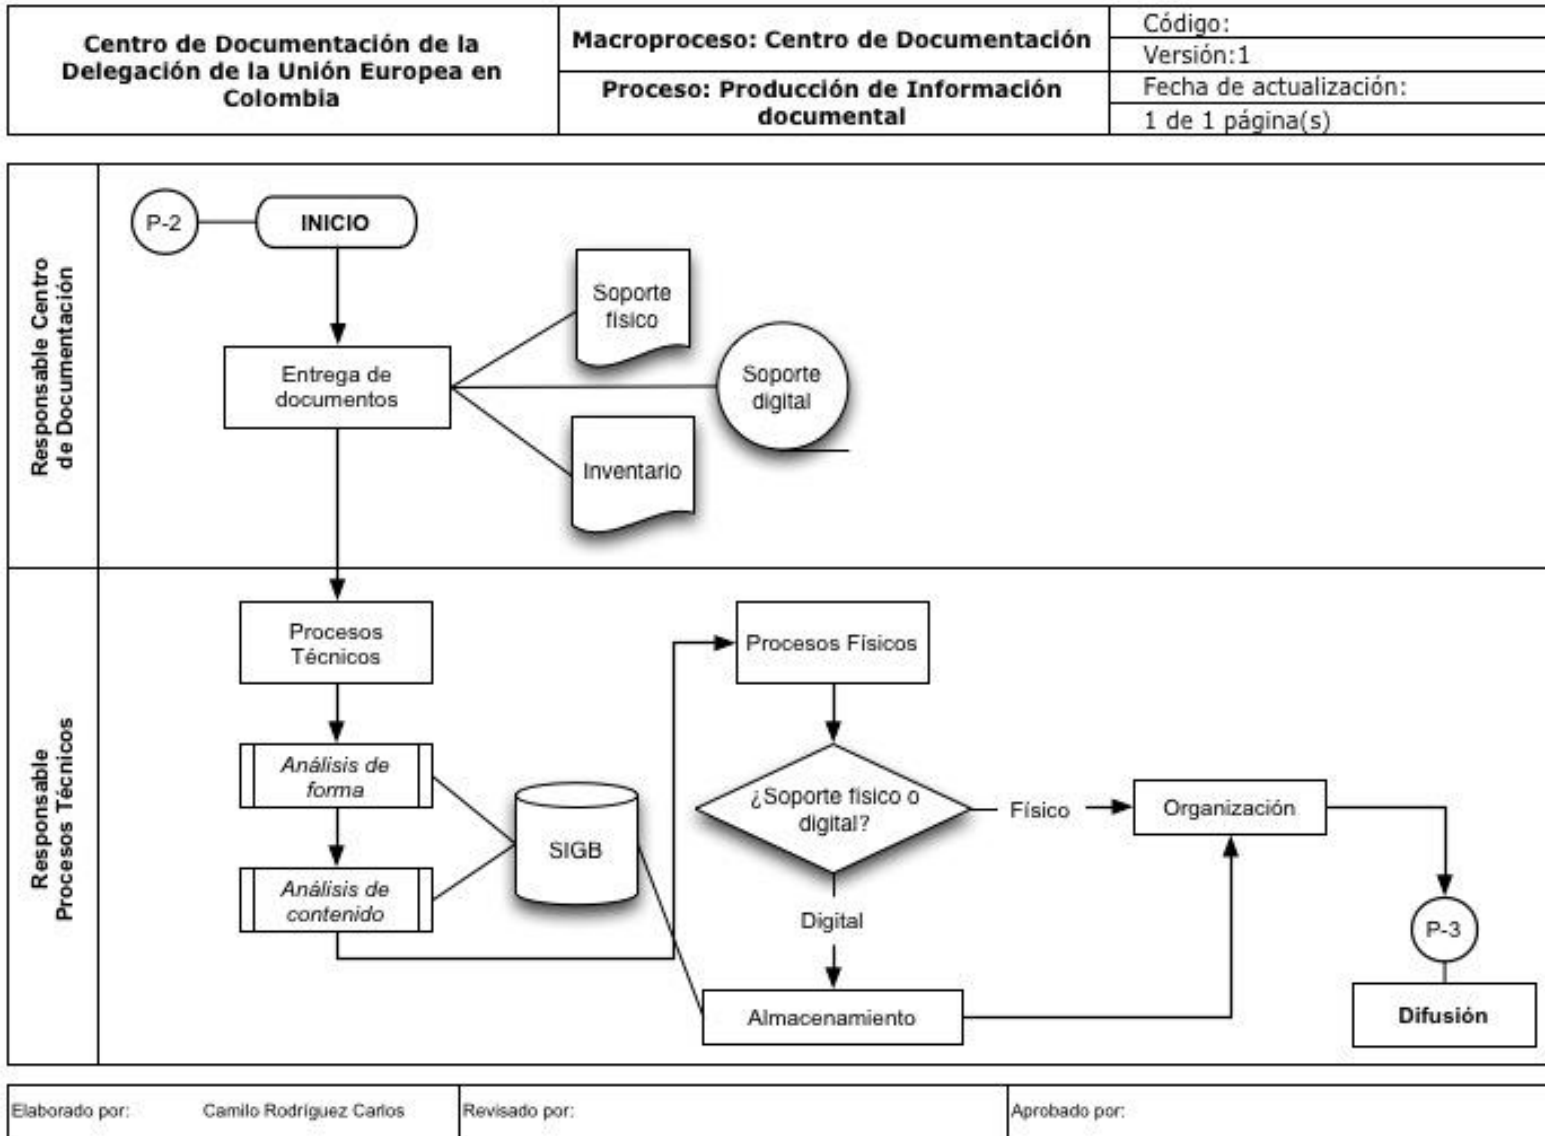 Centro de Documentación de la
Delegación de la Unión Europea en
Colombia
Macroproceso: Centro de Documentación
Proceso: Producción de Información
documental
Código:
Versión:1
Fecha de actualización:
1 de 1 página(s)
Responsable Centro
de Documentación
P-2
INICIO
Entrega de
documentos
Soporte
físico
Soporte
digital
Inventario
Responsable
Procesos Técnicos
Procesos
Técnicos
Análisis de
forma
Análisis de
contenido
SIGB
Procesos Físicos
¿Soporte físico o
digital?
Físico
Organización
Digital
Almacenamiento
P-3
Difusión
Elaborado por: Camilo Rodríguez Carlos
Revisado por:
Aprobado por: